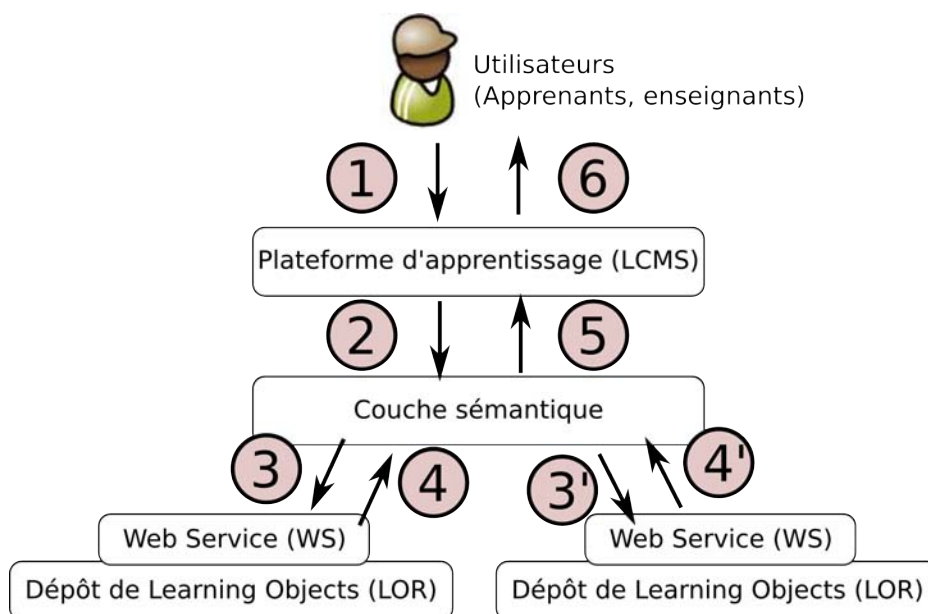 Utilisateurs
(Apprenants, enseignants)
1
6
Plateforme d'apprentissage (LCMS)
2
5
Couche sémantique
3
4
3'
4'
Web Service (WS)
Web Service (WS)
Dépôt de Learning Objects (LOR)
Dépôt de Learning Objects (LOR)